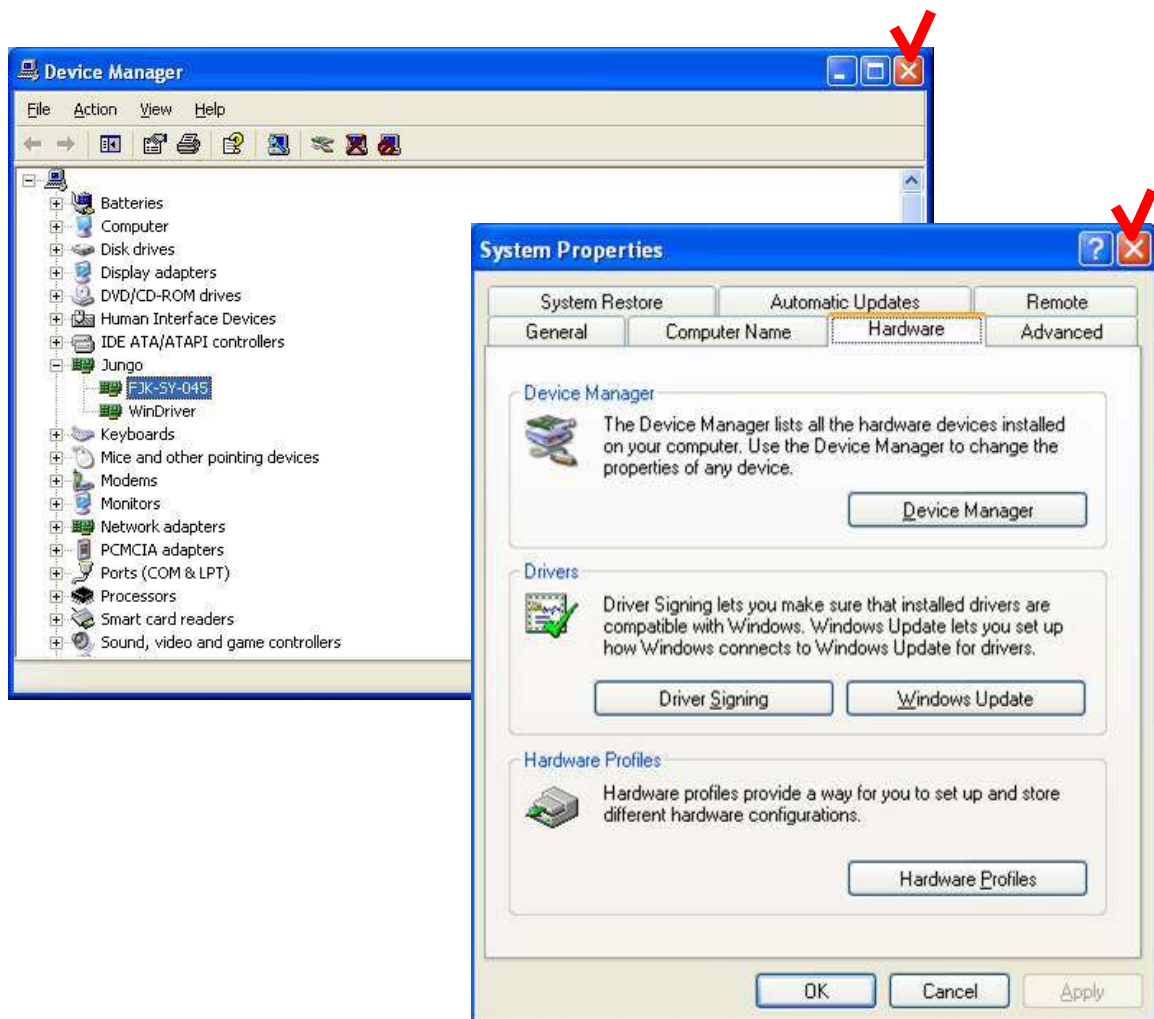 Device Manager
File Action View Help
Batteries
Computer
Disk drives
Display adapters
DVD/CD-ROM drives
Human Interface Devices
IDE ATA/ATAPI controllers
Jungo
FJK-SY-045
WinDriver
Keyboards
Mice and other pointing devices
Modems
Monitors
Network adapters
PCMCIA adapters
Ports (COM & LPT)
Processors
Smart card readers
Sound, video and game controllers
System Properties
System Restore Automatic Updates Remote
General Computer Name Hardware Advanced
Device Manager
The Device Manager lists all the hardware devices installed
on your computer. Use the Device Manager to change the
properties of any device.
Device Manager
Drivers
Driver Signing lets you make sure that installed drivers are
compatible with Windows. Windows Update lets you set up
how Windows connects to Windows Update for drivers.
Driver Signing Windows Update
Hardware Profiles
Hardware profiles provide a way for you to set up and store
different hardware configurations.
Hardware Profiles
OK Cancel Apply